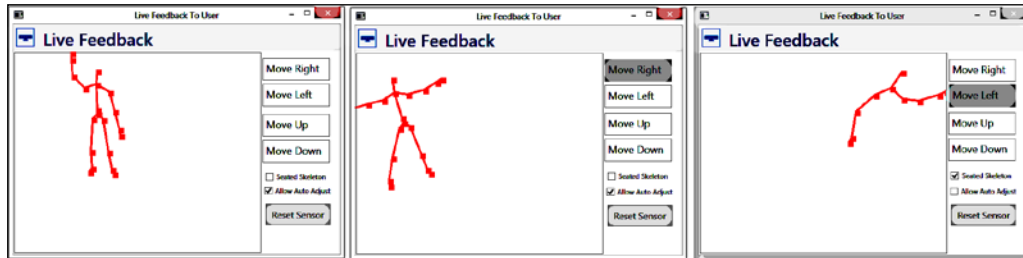 Live Feedback To User
Live Feedback
Move Right
Move Left
Move Up
Move Down
Seated Skeleton
Allow Auto Adjust
Reset Sensor
Live Feedback To User
Live Feedback
Move Right
Move Left
Move Up
Move Down
Seated Skeleton
Allow Auto Adjust
Reset Sensor
Live Feedback To User
Live Feedback
Move Right
Move Left
Move Up
Move Down
Seated Skeleton
Allow Auto Adjust
Reset Sensor